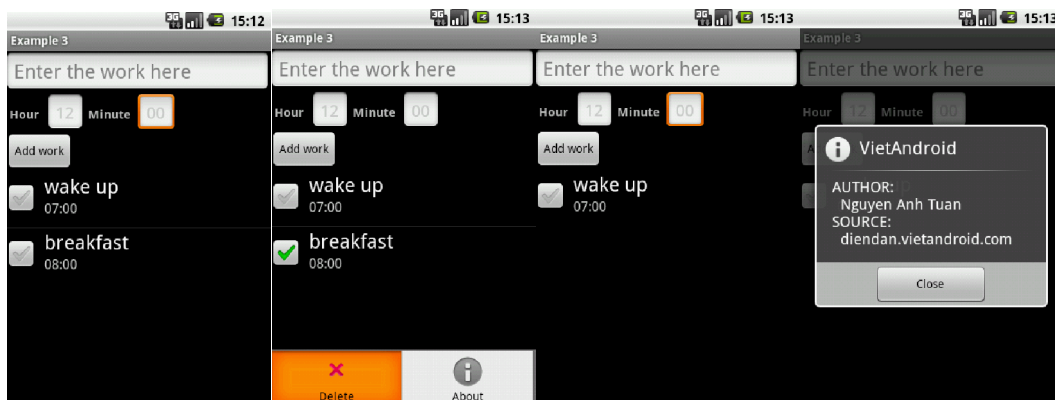 3G 15:12
Example 3
Enter the work here
Hour 12 Minute 00
Add work
wake up
07:00
breakfast
08:00
3G 15:13
Example 3
Enter the work here
Hour 12 Minute 00
Add work
wake up
07:00
breakfast
08:00
Delete About
3G 15:13
Example 3
Enter the work here
Hour 12 Minute 00
Add work
wake up
07:00
3G 15:13
Example 3
Enter the work here
Hour 12 Minute 00
VietAndroid
AUTHOR:
Nguyen Anh Tuan
SOURCE:
diendan.vietandroid.com
Close